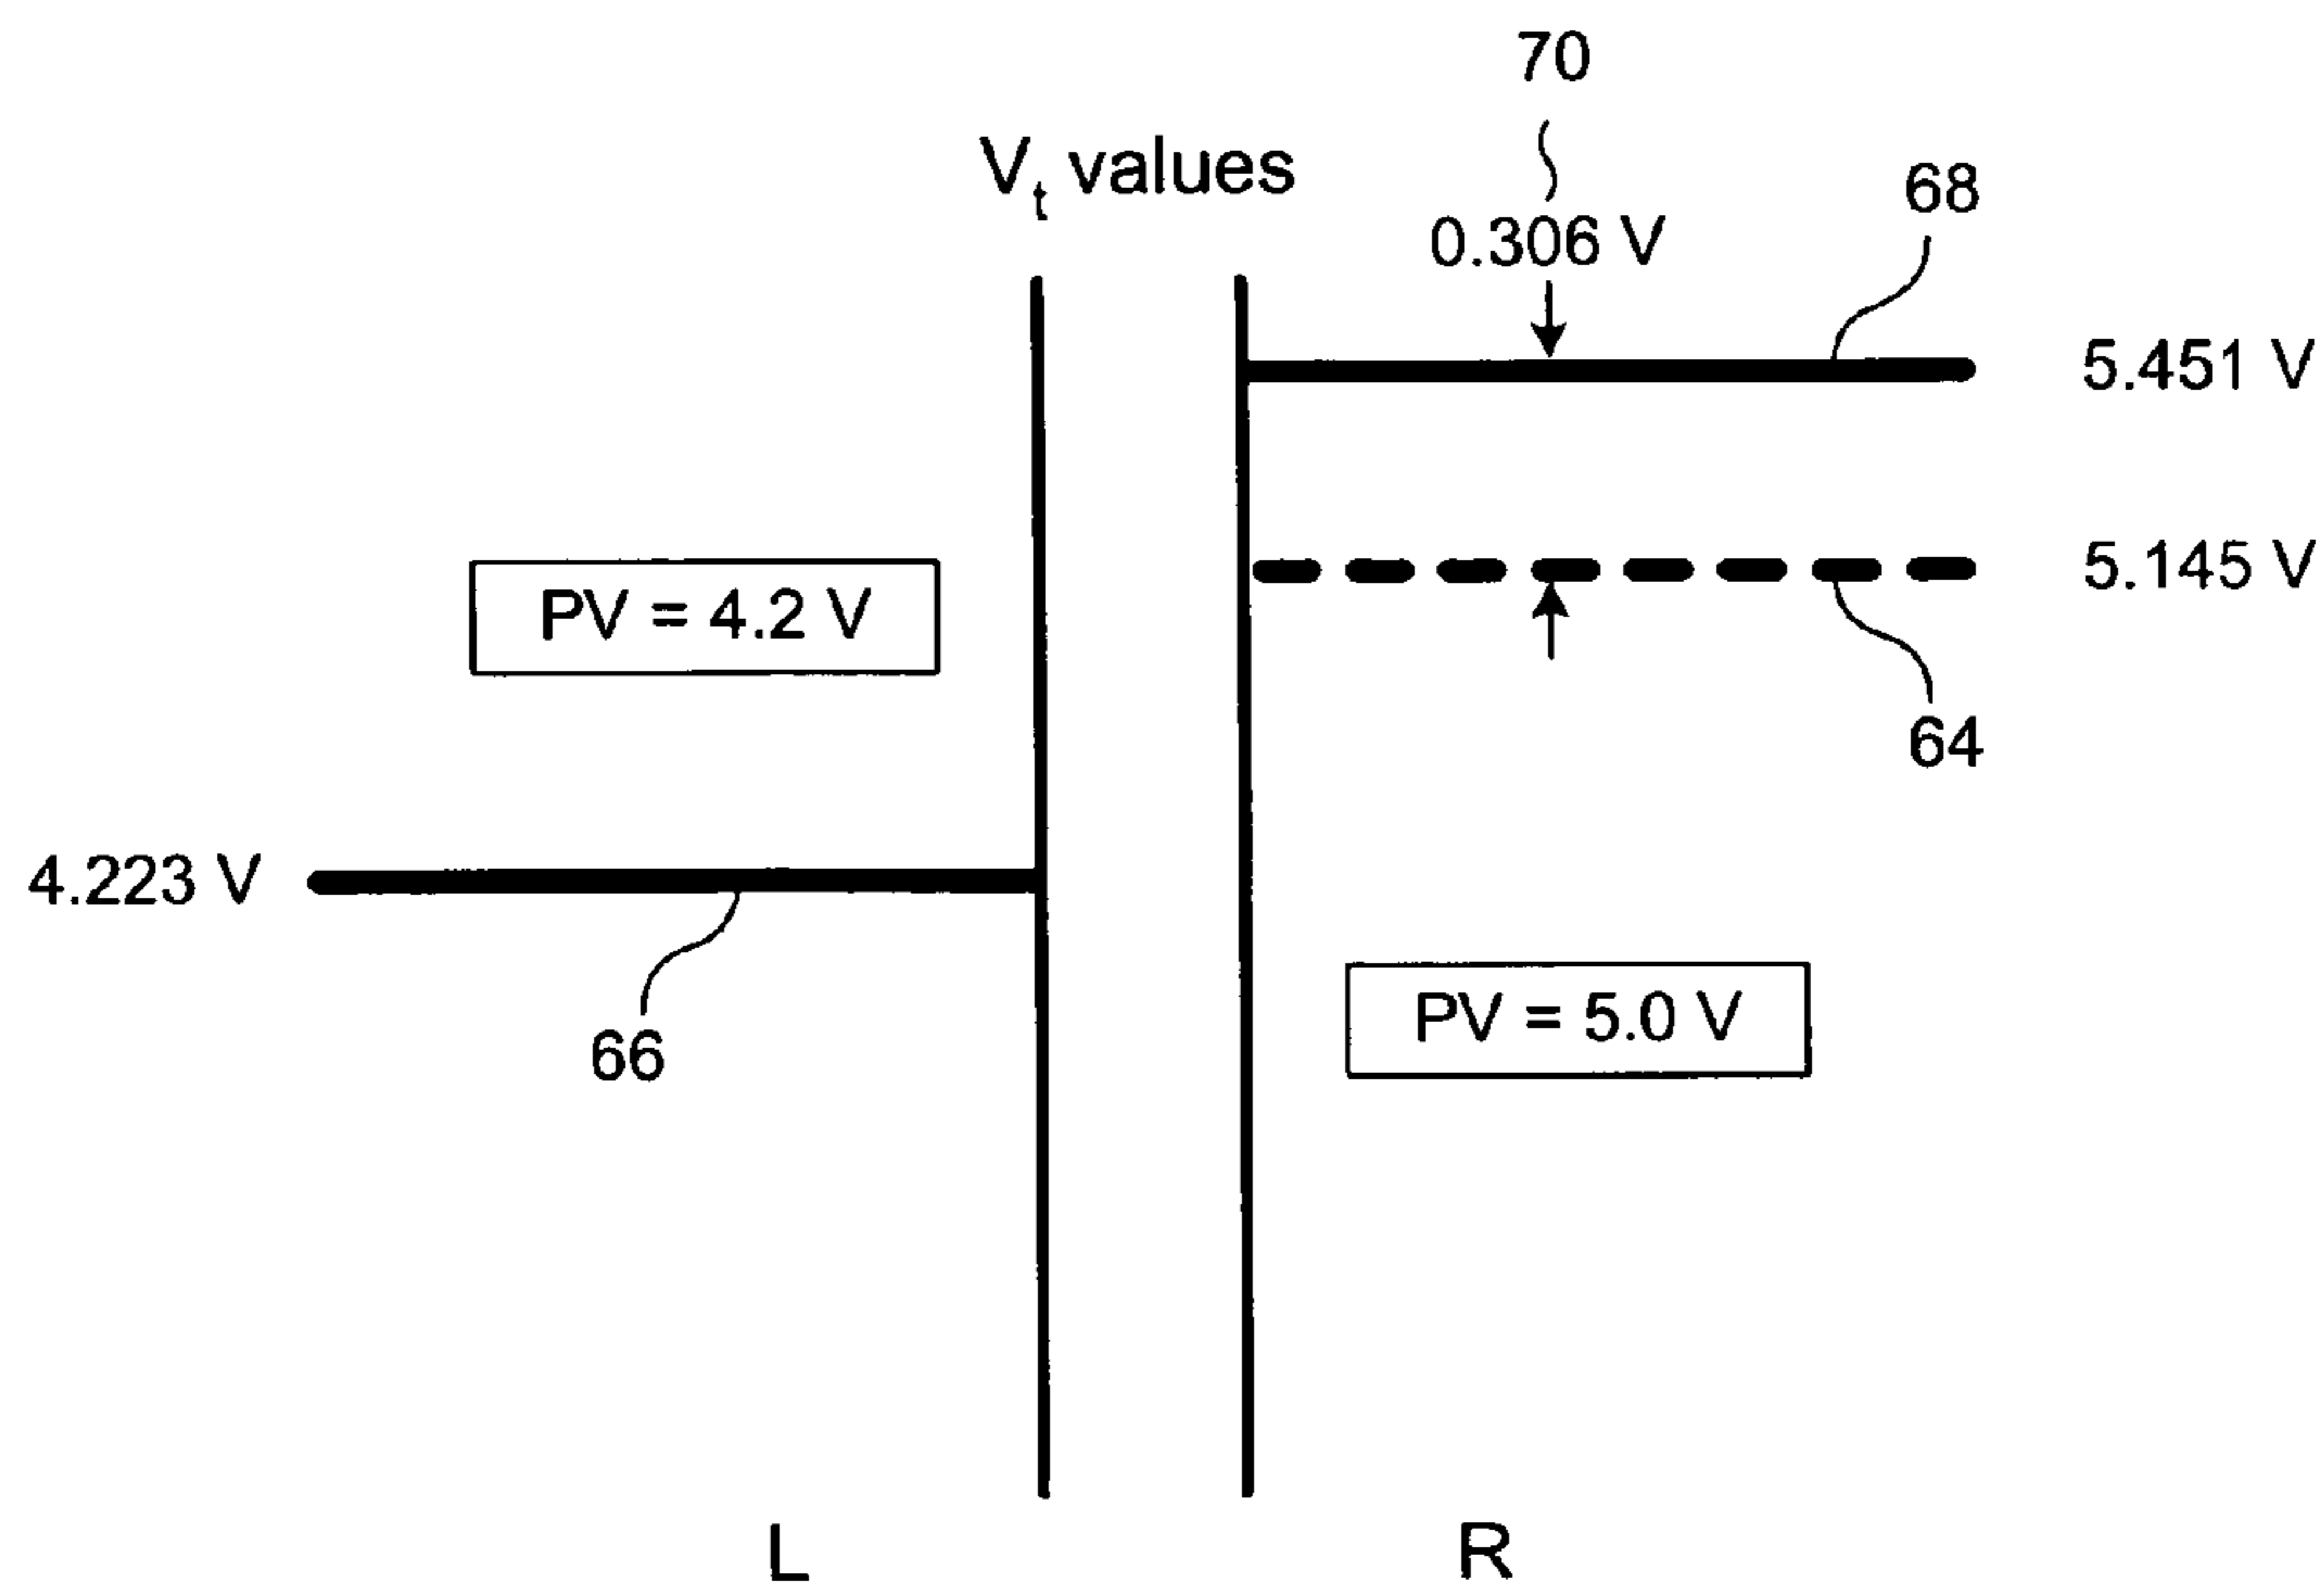 70
V_t values
68
0.306 V
5.451 V
5.145 V
PV = 4.2 V
64
4.223 V
PV = 5.0 V
66
L
R